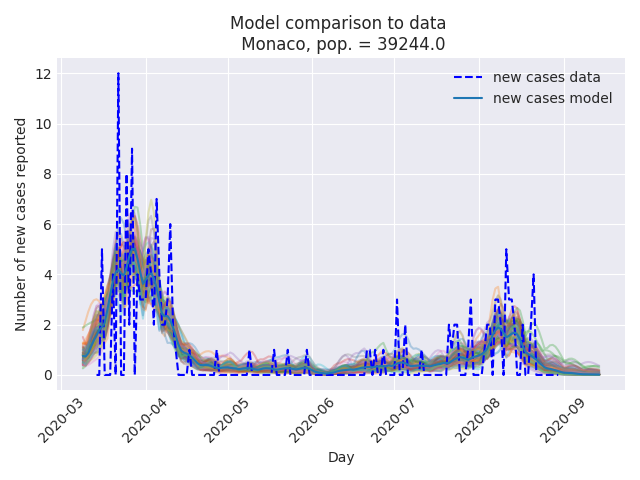 Model comparison to data
Monaco, pop. = 39244.0
new cases data
new cases model
Number of new cases reported
12
10
8
6
4
2
0
2020-03
2020-04
2020-05
2020-06
2020-07
2020-08
2020-09
Day